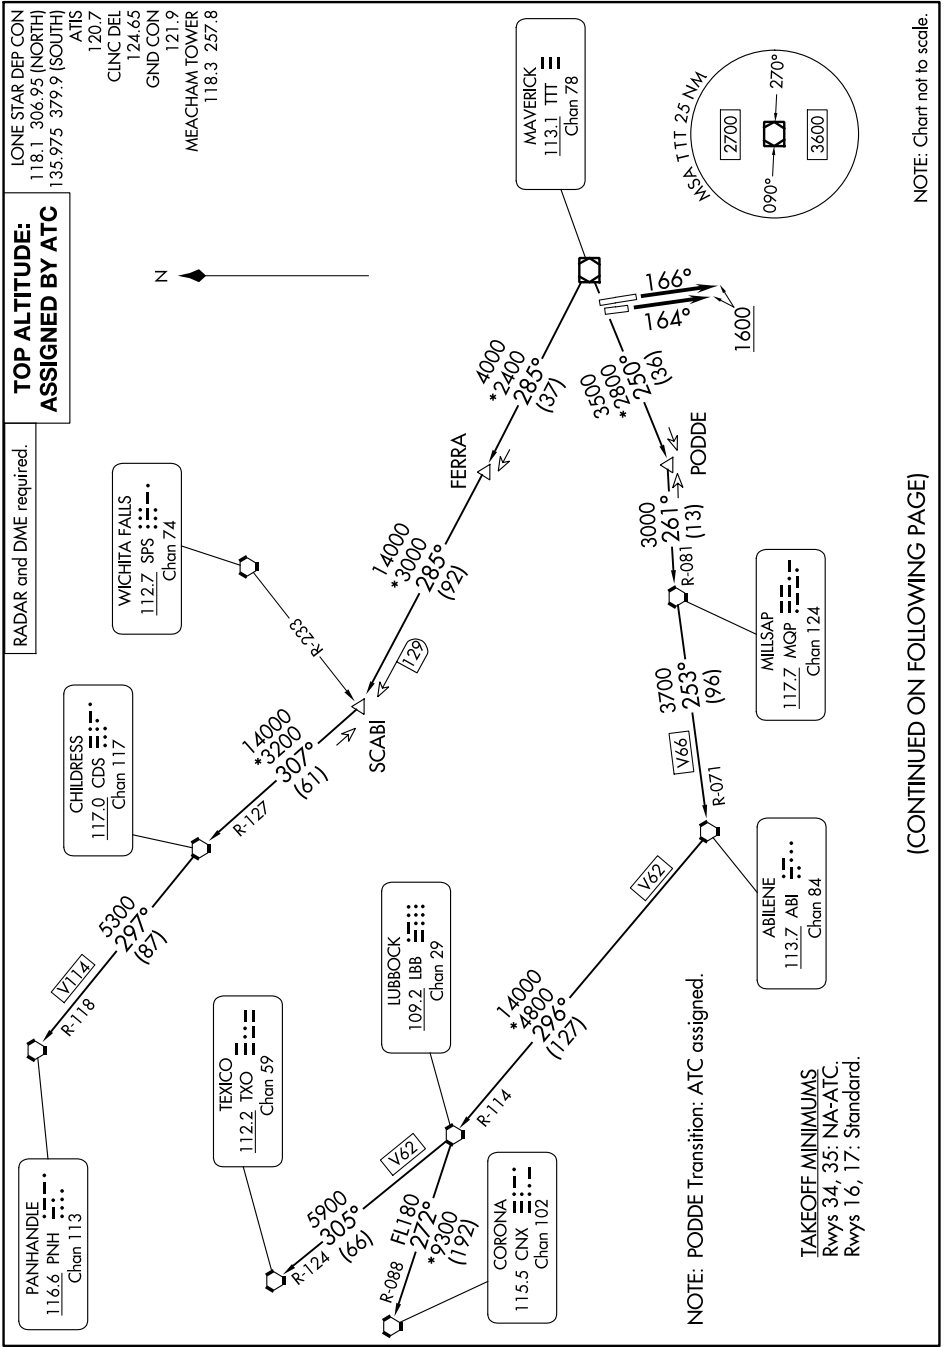 LONE STAR DEP CON
118.1 306.95 (NORTH)
135.975 379.9 (SOUTH)
ATIS
120.7
CLNC DEL
124.65
GND CON
121.9
MEACHAM TOWER
118.3 257.8
TOP ALTITUDE:
ASSIGNED BY ATC
RADAR and DME required.
N
PANHANDLE
116.6 PNH
Chan 113
V114
R-118
5300
297°
(87)
CHILDRESS
117.0 CDS
Chan 117
R-127
14000
*3200
307°
(61)
WICHITA FALLS
112.7 SPS
Chan 74
R-233
SCABI
129
14000
*3000
285°
(92)
FERRA
4000
*2400
285°
(37)
MAVERICK
113.1 TTT
Chan 78
TEXICO
112.2 TXO
Chan 59
R-124
5900
305°
(66)
V62
LUBBOCK
109.2 LBB
Chan 29
R-114
14000
*4800
296°
(127)
V62
CORONA
115.5 CNX
Chan 102
R-088
FL180
272°
*9300
(192)
ABILENE
113.7 ABI
Chan 84
R-071
V66
3700
253°
(96)
MILLSAP
117.7 MQP
Chan 124
R-081
3000
261°
(13)
PODDE
3500
*2800
250°
(36)
166°
164°
1600
MSA TTT 25 NM
2700
3600
090°
270°
NOTE: PODDE Transition: ATC assigned.
TAKEOFF MINIMUMS
Rwys 34, 35: NA-ATC.
Rwys 16, 17: Standard.
NOTE: Chart not to scale.
(CONTINUED ON FOLLOWING PAGE)